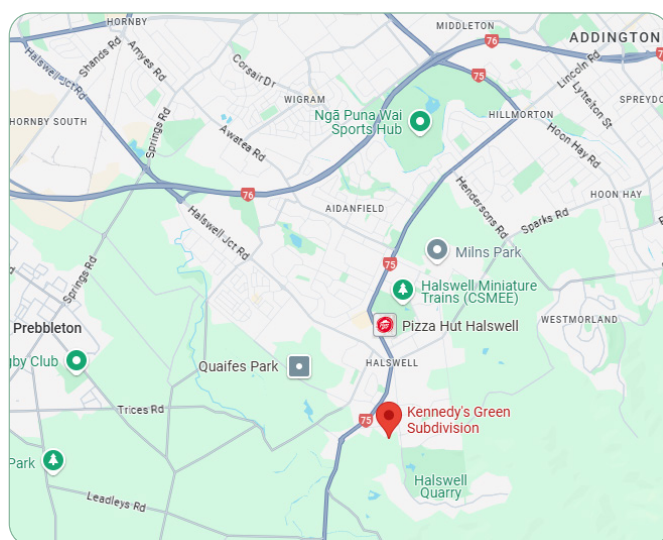 HORNBY
MIDDLETON
ADDINGTON
76
76
75
Shands Rd
Amyes Rd
Halswell Jct Rd
Corsair Dr
Lincoln Rd
Lyttelton St
SPREYDO
WIGRAM
Ngā Puna Wai
Sports Hub
HILLMORTON
HORNBY SOUTH
Springs Rd
Awatea Rd
Hoon Hay Rd
Hendersons Rd
HOON HAY
76
AIDANFIELD
Sparks Rd
Halswell Jct Rd
75
Milns Park
Springs Rd
Halswell Miniature
Trains (CSMEE)
WESTMORLAND
Prebbleton
Pizza Hut Halswell
gby Club
Quaifes Park
HALSWELL
Trices Rd
75
Kennedy's Green
Subdivision
Park
Halswell
Quarry
Leadleys Rd